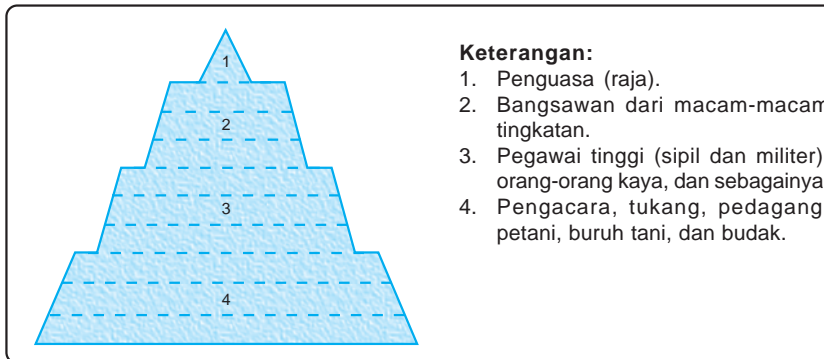 1
2
3
4
Keterangan:
1. Penguasa (raja).
2. Bangsawan dari macam-macam
tingkatan.
3. Pegawai tinggi (sipil dan militer)
orang-orang kaya, dan sebagainya
4. Pengacara, tukang, pedagang
petani, buruh tani, dan budak.